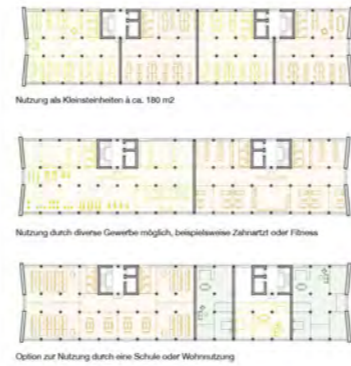 Nutzung als Kleinsteinheiten à ca. 180 m2
Nutzung durch diverse Gewerbe möglich, beispielsweise Zahnartzt oder Fitness
Option zur Nutzung durch eine Schule oder Wohnnutzung